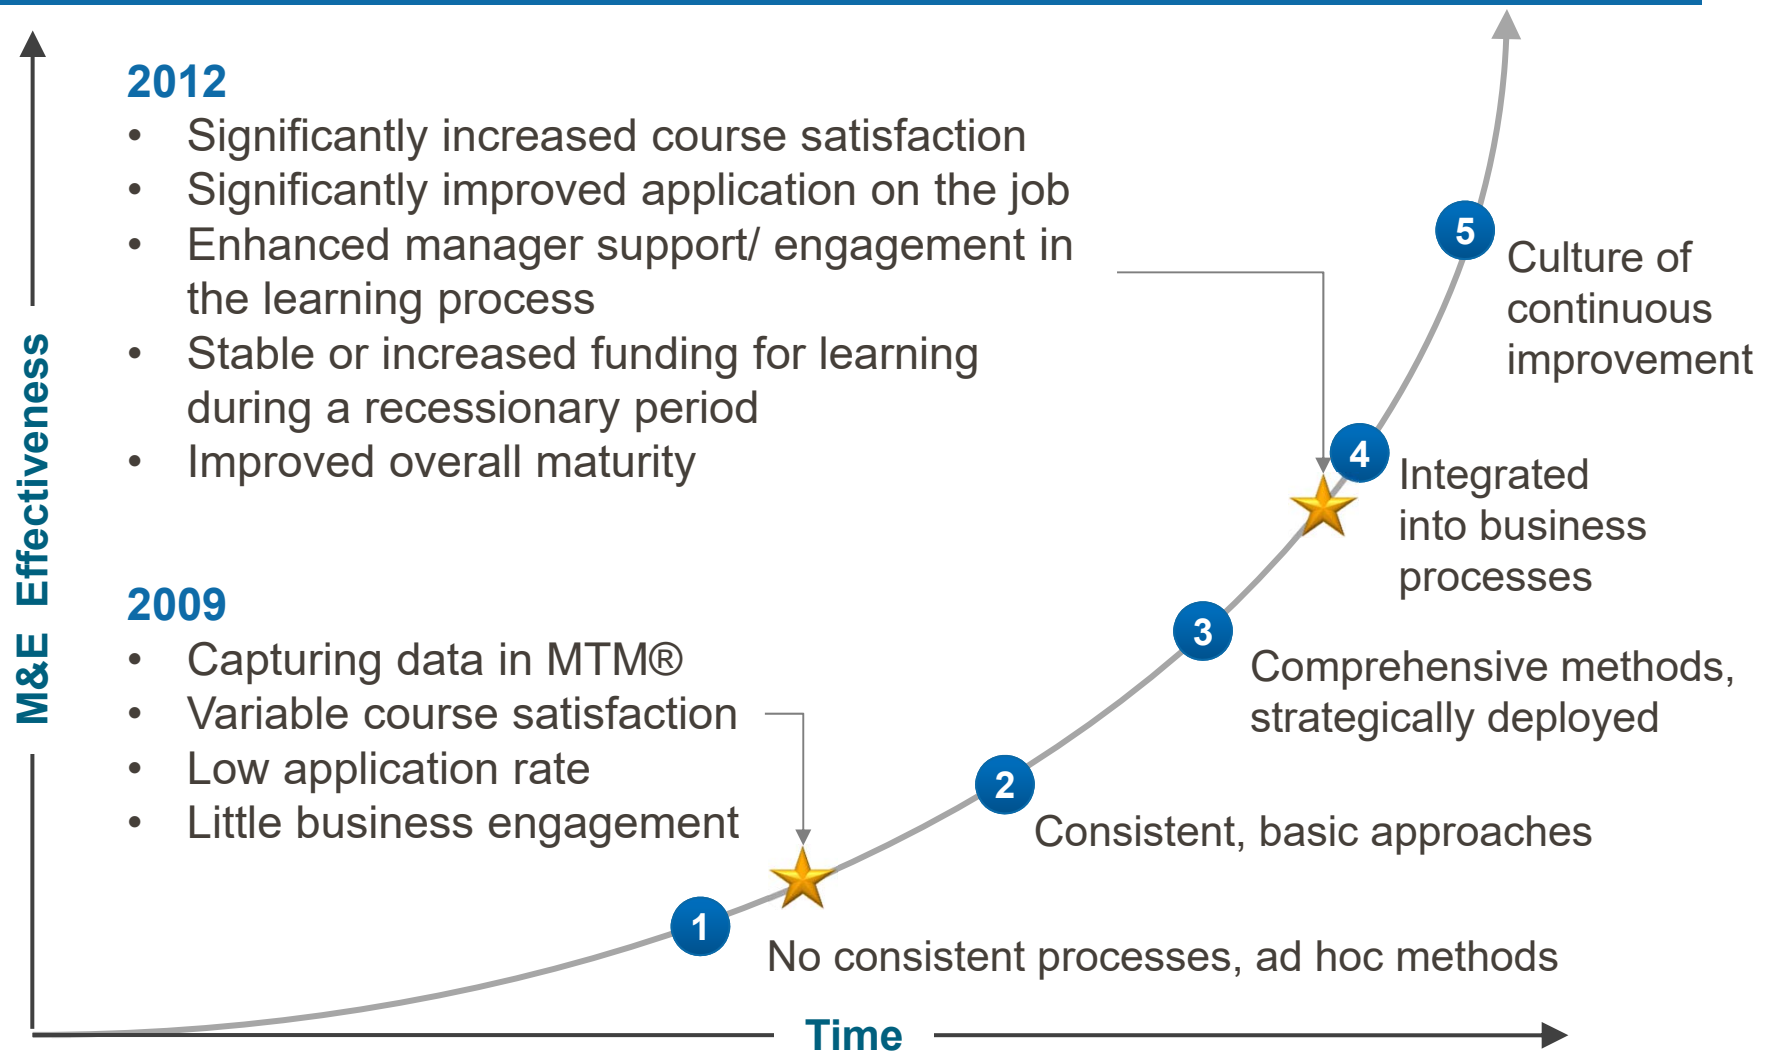 2012
• Significantly increased course satisfaction
• Significantly improved application on the job
• Enhanced manager support/ engagement in
the learning process
• Stable or increased funding for learning
during a recessionary period
• Improved overall maturity
2009
• Capturing data in MTM®
• Variable course satisfaction
• Low application rate
• Little business engagement
M&E Effectiveness
5
Culture of
continuous
improvement
4
Integrated
into business
processes
3
Comprehensive methods,
strategically deployed
2
Consistent, basic approaches
1
No consistent processes, ad hoc methods
Time